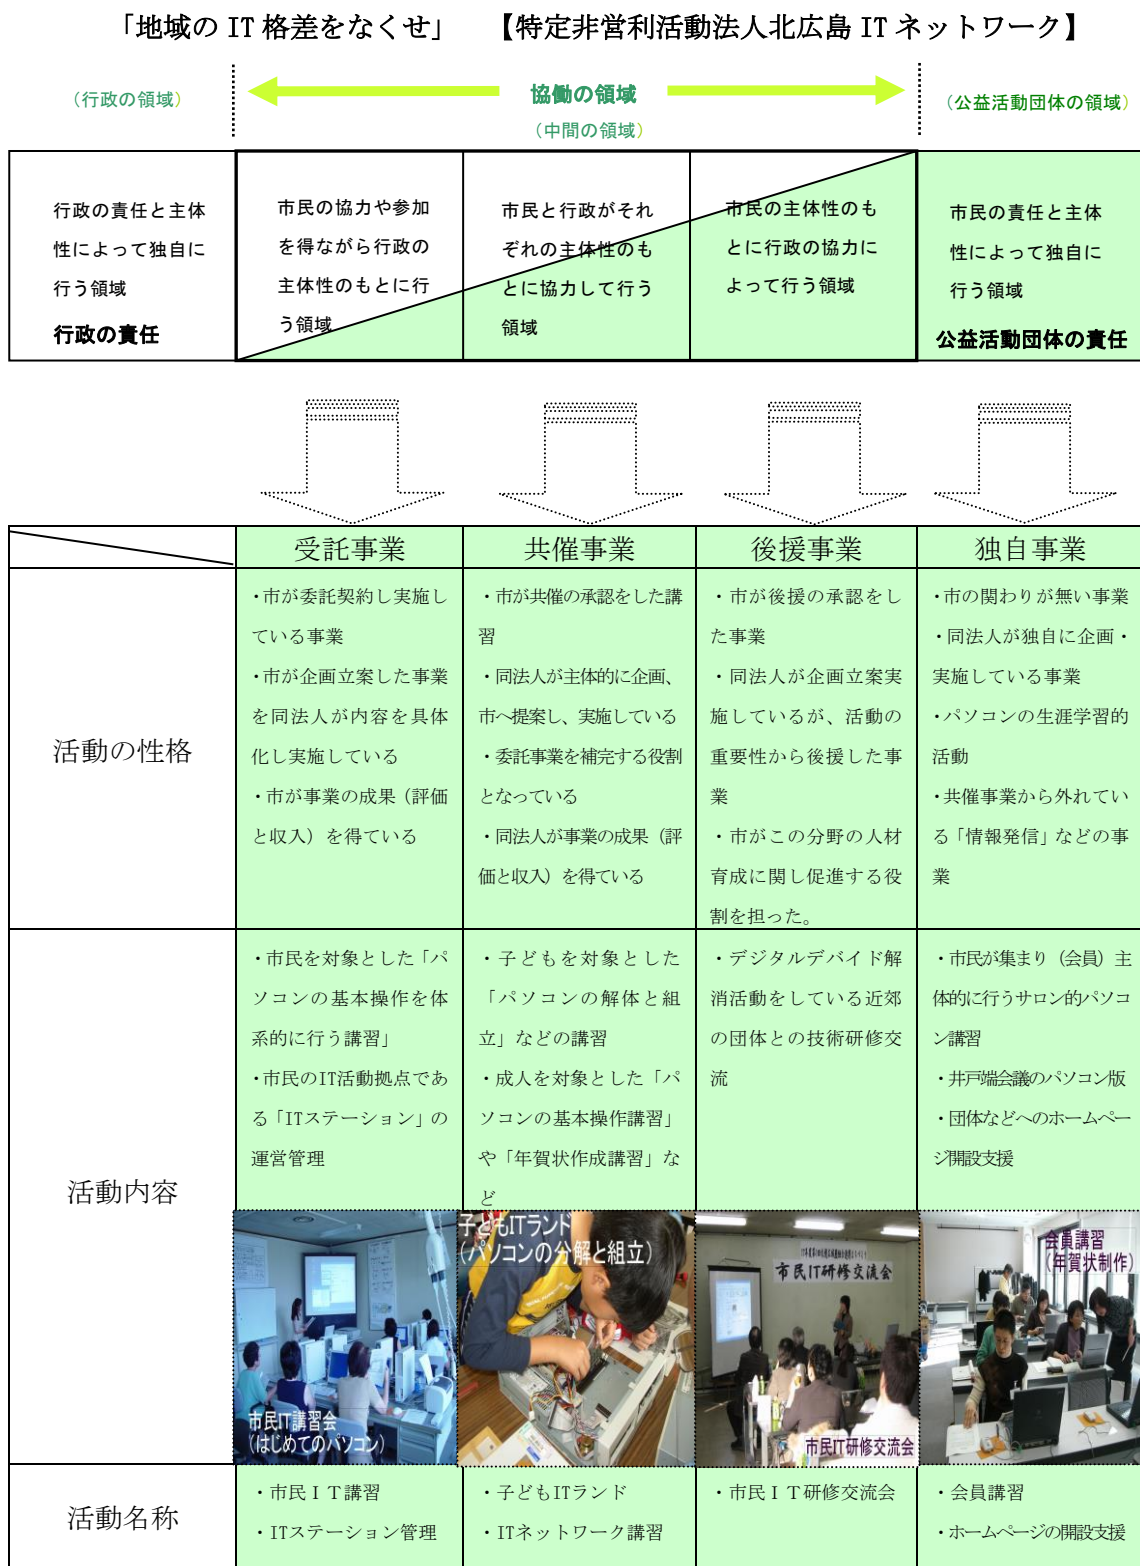 「地域の IT 格差をなくせ」　【特定非営利活動法人北広島 IT ネットワーク】
（行政の領域）
協働の領域
（中間の領域）
（公益活動団体の領域）
行政の責任と主体
性によって独自に
行う領域
行政の責任
市民の協力や参加
を得ながら行政の
主体性のもとに行
う領域
市民と行政がそれ
ぞれの主体性のも
とに協力して行う
領域
市民の主体性のも
とに行政の協力に
よって行う領域
市民の責任と主体
性によって独自に
行う領域
公益活動団体の責任
受託事業
共催事業
後援事業
独自事業
活動の性格
・市が委託契約し実施し
ている事業
・市が企画立案した事業
を同法人が内容を具体
化し実施している
・市が事業の成果（評価
と収入）を得ている
・市が共催の承認をした講
習
・同法人が主体的に企画、
市へ提案し、実施している
・委託事業を補完する役割
となっている
・同法人が事業の成果（評
価と収入）を得ている
・市が後援の承認をし
た事業
・同法人が企画立案実
施しているが、活動の
重要性から後援した事
業
・市がこの分野の人材
育成に関し促進する役
割を担った。
・市の関わりが無い事業
・同法人が独自に企画・
実施している事業
・パソコンの生涯学習的
活動
・共催事業から外れてい
る「情報発信」などの事
業
活動内容
・市民を対象とした「パ
ソコンの基本操作を体
系的に行う講習」
・市民のIT活動拠点であ
る「ITステーション」の
運営管理
・子どもを対象とした
「パソコンの解体と組
立」などの講習
・成人を対象とした「パ
ソコンの基本操作講習」
や「年賀状作成講習」な
ど
・デジタルデバイド解
消活動をしている近郊
の団体との技術研修交
流
・市民が集まり（会員）主
体的に行うサロン的パソコ
ン講習
・井戸端会議のパソコン版
・団体などへのホームペー
ジ開設支援
市民IT講習会
（はじめてのパソコン）
子どもITランド
（パソコンの分解と組立）
市民IT研修交流会
市民IT研修交流会
会員講習
（年賀状制作）
活動名称
・市民ＩＴ講習
・ITステーション管理
・子どもITランド
・ITネットワーク講習
・市民ＩＴ研修交流会
・会員講習
・ホームページの開設支援